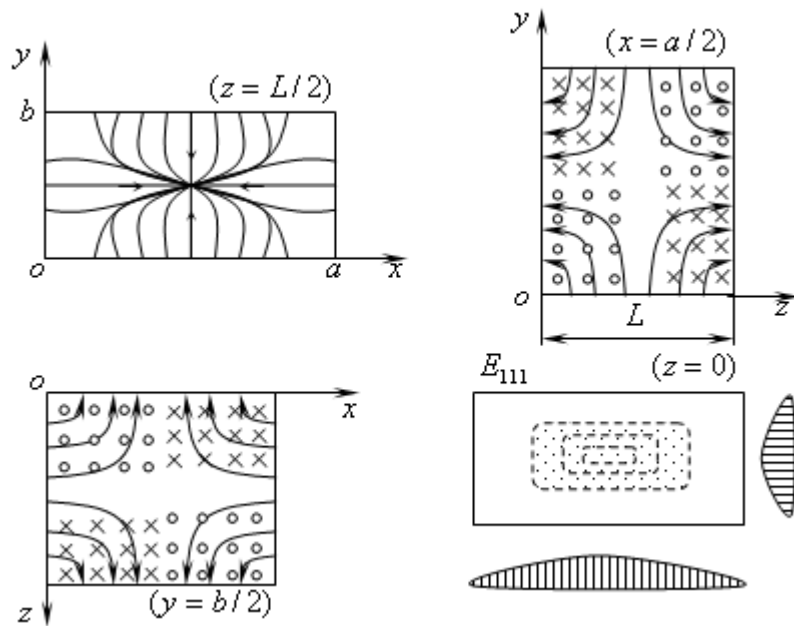 y
b
(z = L/2)
o
a
x
y
(x = a/2)
o
z
L
o
x
z
(y = b/2)
E₁₁₁
(z = 0)